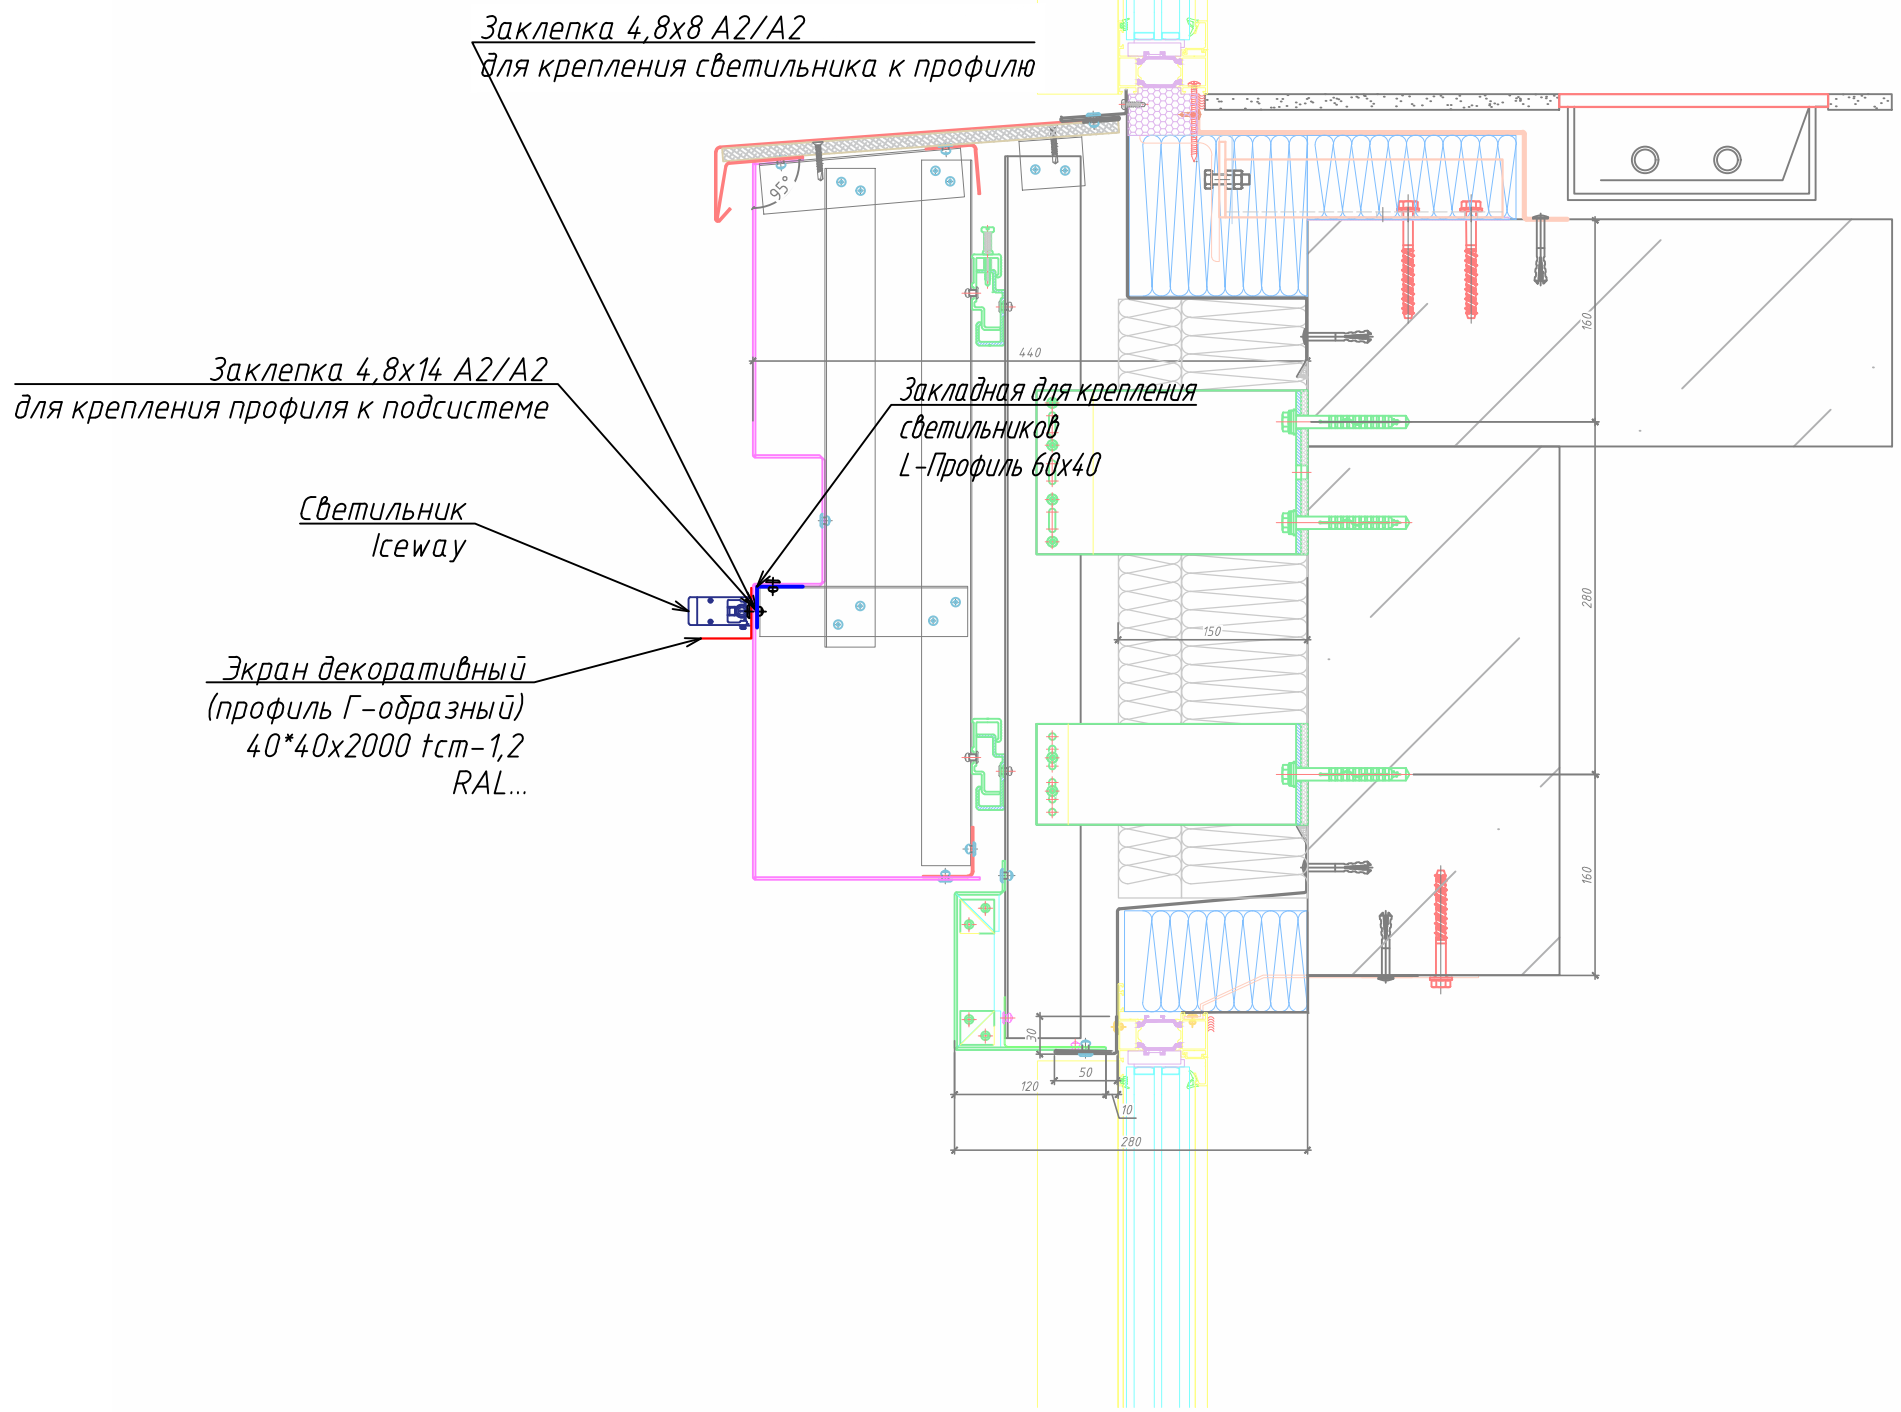 Заклепка 4,8х8 А2/А2
для крепления светильника к профилю
95°
160
440
Заклепка 4,8х14 А2/А2
для крепления профиля к подсистеме
Закладная для крепления
светильников
L-Профиль 60х40
Светильник
Iceway
280
150
Экран декоративный
(профиль Г-образный)
40*40х2000 tст-1,2
RAL...
160
30
50
120
10
280